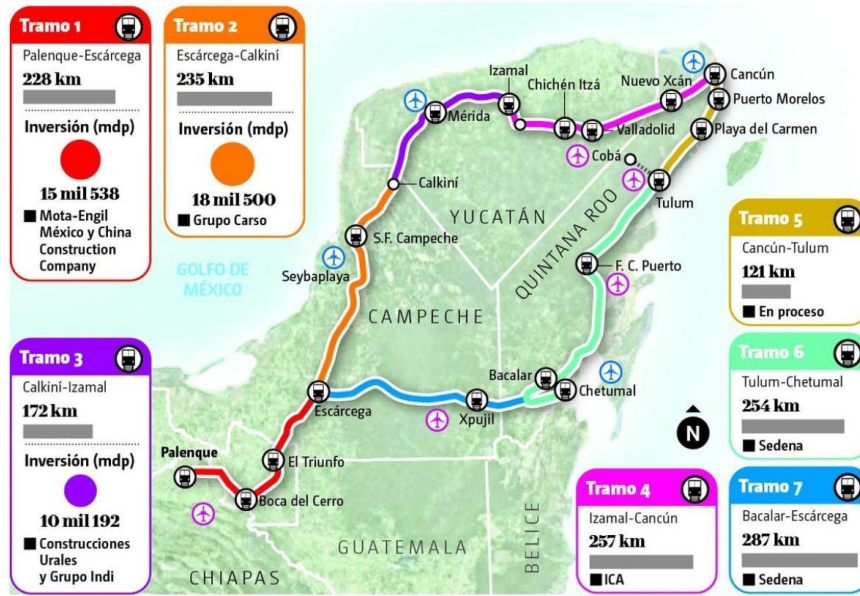 Tramo 1
Palenque-Escárcega
228 km
Inversión (mdp)
15 mil 538
Mota-Engil
México y China
Construction
Company
Tramo 2
Escárcega-Calkiní
235 km
Inversión (mdp)
18 mil 500
Grupo Carso
Tramo 3
Calkiní-Izamal
172 km
Inversión (mdp)
10 mil 192
Construcciones
Urales
y Grupo Indi
Izamal
Chichén Itzá
Nuevo Xcán
Cancún
Puerto Morelos
Playa del Carmen
Mérida
Valladolid
Cobá
Tulum
Calkiní
YUCATÁN
QUINTANA ROO
S.F. Campeche
GOLFO DE
MÉXICO
Seybaplaya
F. C. Puerto
CAMPECHE
Bacalar
Chetumal
Escárcega
Xpujil
N
Palenque
El Triunfo
Boca del Cerro
GUATEMALA
BELICE
CHIAPAS
Tramo 5
Cancún-Tulum
121 km
En proceso
Tramo 6
Tulum-Chetumal
254 km
Sedena
Tramo 4
Izamal-Cancún
257 km
ICA
Tramo 7
Bacalar-Escárcega
287 km
Sedena